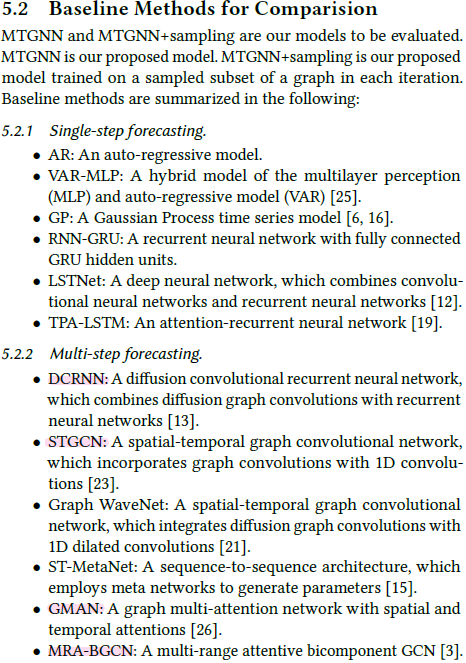 5.2 Baseline Methods for Comparision
MTGNN and MTGNN+sampling are our models to be evaluated.
MTGNN is our proposed model. MTGNN+sampling is our proposed
model trained on a sampled subset of a graph in each iteration.
Baseline methods are summarized in the following:
5.2.1 Single-step forecasting.
• AR: An auto-regressive model.
• VAR-MLP: A hybrid model of the multilayer perception
(MLP) and auto-regressive model (VAR) [25].
• GP: A Gaussian Process time series model [6, 16].
• RNN-GRU: A recurrent neural network with fully connected
GRU hidden units.
• LSTNet: A deep neural network, which combines convolu-
tional neural networks and recurrent neural networks [12].
• TPA-LSTM: An attention-recurrent neural network [19].
5.2.2 Multi-step forecasting.
• DCRNN: A diffusion convolutional recurrent neural network,
which combines diffusion graph convolutions with recurrent
neural networks [13].
• STGCN: A spatial-temporal graph convolutional network,
which incorporates graph convolutions with 1D convolu-
tions [23].
• Graph WaveNet: A spatial-temporal graph convolutional
network, which integrates diffusion graph convolutions with
1D dilated convolutions [21].
• ST-MetaNet: A sequence-to-sequence architecture, which
employs meta networks to generate parameters [15].
• GMAN: A graph multi-attention network with spatial and
temporal attentions [26].
• MRA-BGCN: A multi-range attentive bicomponent GCN [3].